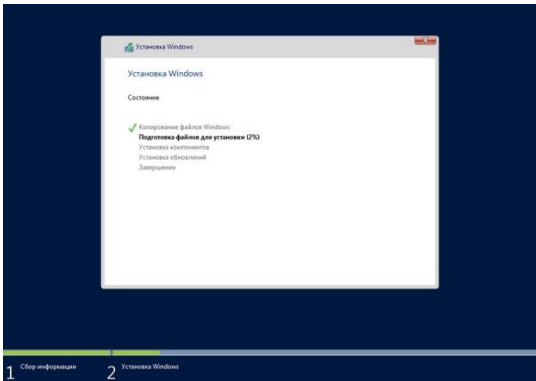 Установка Windows
Установка Windows
Состояние
Копирование файлов Windows
Подготовка файлов для установки (2%)
Установка компонентов
Установка обновлений
Завершение
1 Сбор информации
2 Установка Windows